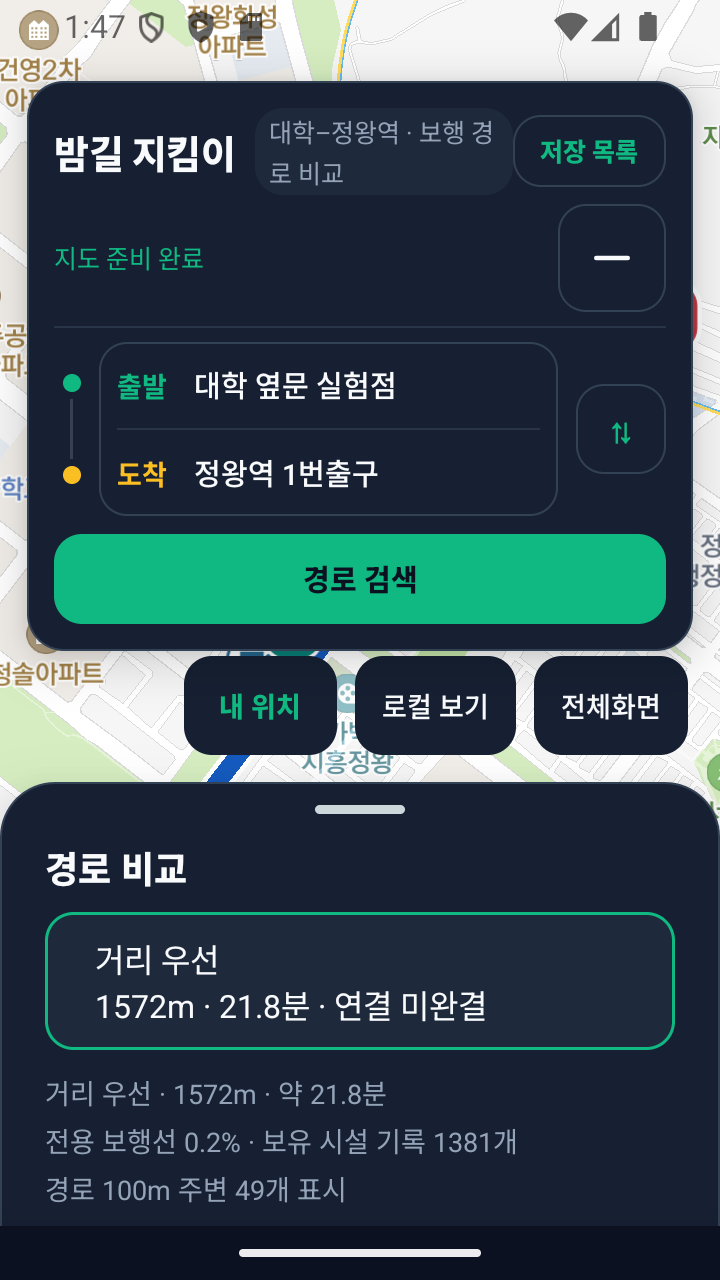 1:47
정왕화성
아파트
건영2차
밤길 지킴이
대학–정왕역 · 보행 경
로 비교
저장 목록
지도 준비 완료
출발 대학 옆문 실험점
도착 정왕역 1번출구
경로 검색
정솔아파트
내 위치
로컬 보기
전체화면
시흥정왕
경로 비교
거리 우선
1572m · 21.8분 · 연결 미완결
거리 우선 · 1572m · 약 21.8분
전용 보행선 0.2% · 보유 시설 기록 1381개
경로 100m 주변 49개 표시